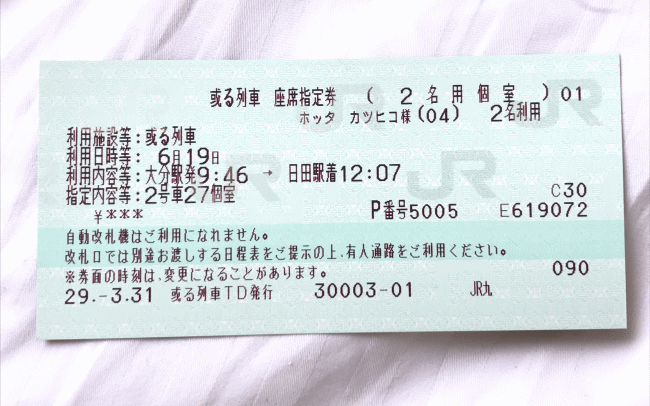 或る列車 座席指定券 ( 2名用個室 )01
ホッタ カツヒコ様(04) 2名利用
利用施設等:或る列車
利用日時等: 6月19日
利用内容等:大分駅発9:46 → 日田駅着12:07
指定内容等:2号車27個室 C30
¥*** P番号5005 E619072
自動改札機はご利用になれません。
改札口では別途お渡しする日程表をご提示の上、有人通路をご利用ください。
※券面の時刻は、変更になることがあります。 090
29.-3.31 或る列車TD発行 30003-01 JR九